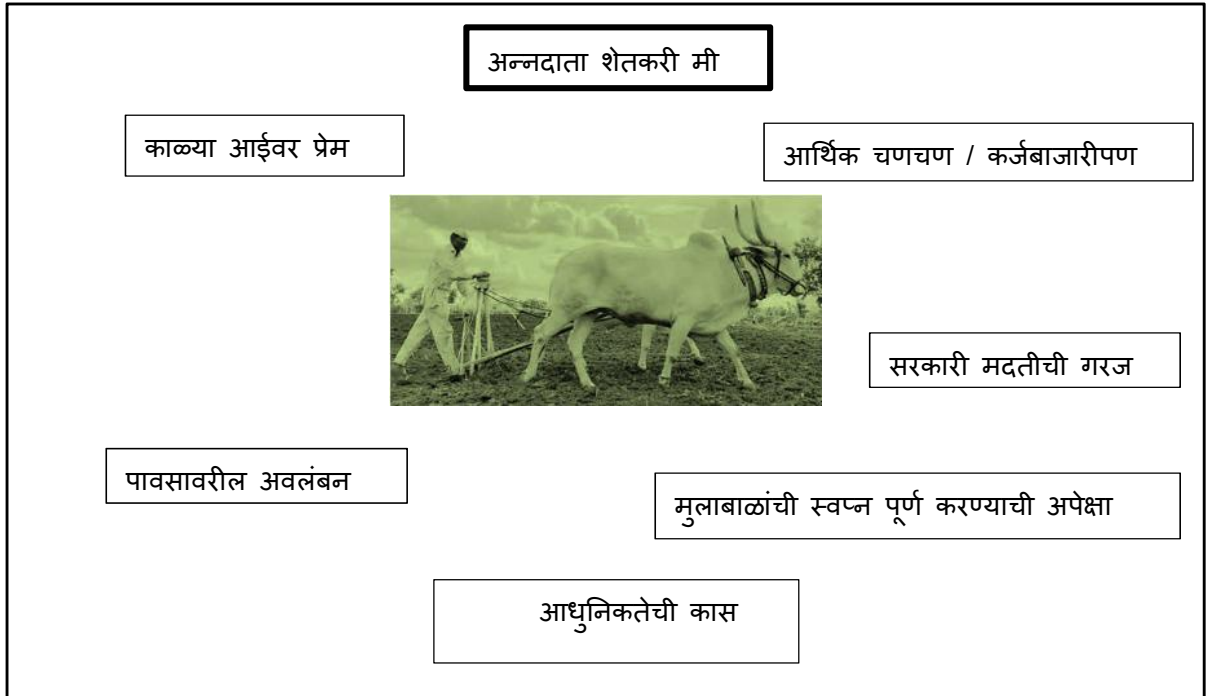 अन्नदाता शेतकरी मी
काळ्या आईवर प्रेम
आर्थिक चणचण / कर्जबाजारीपण
सरकारी मदतीची गरज
पावसावरील अवलंबन
मुलाबाळांची स्वप्न पूर्ण करण्याची अपेक्षा
आधुनिकतेची कास